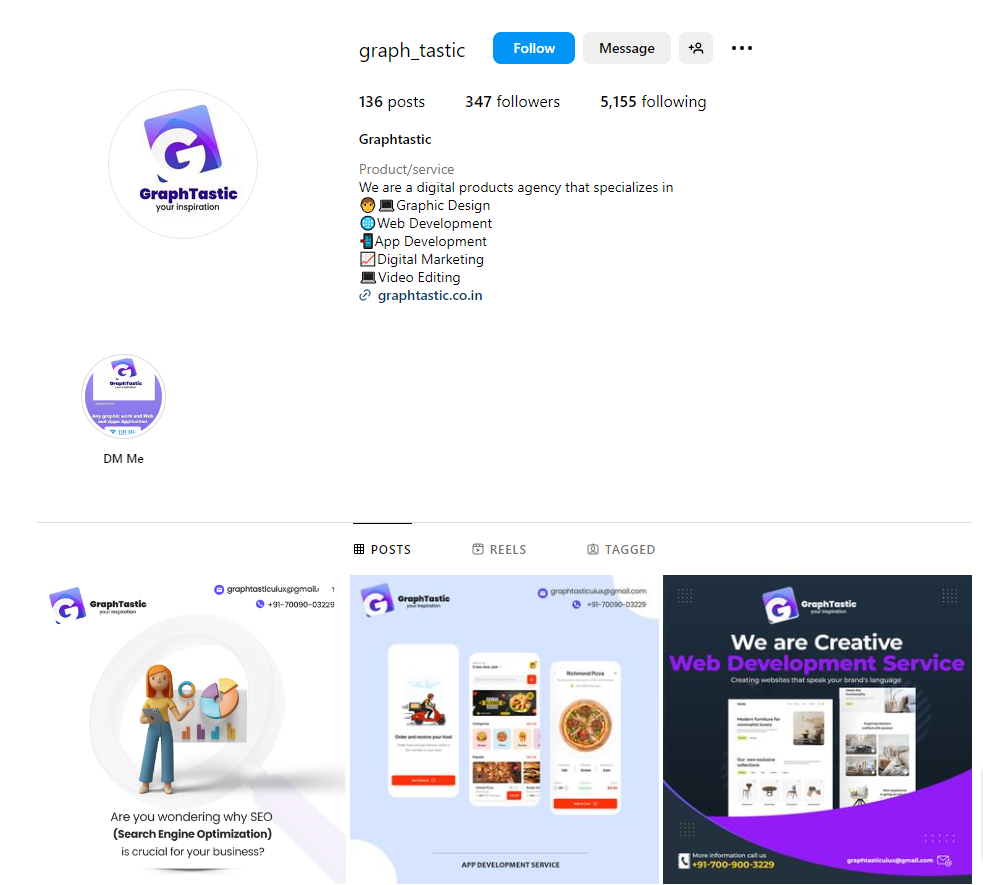 graph_tastic
Follow
Message
136 posts
347 followers
5,155 following
Graphtastic
Product/service
We are a digital products agency that specializes in
Graphic Design
Web Development
App Development
Digital Marketing
Video Editing
graphtastic.co.in
GraphTastic
your inspiration
GraphTastic
Any graphic work and Web
and Apps Application
DM ME
DM Me
POSTS
REELS
TAGGED
GraphTastic
your inspiration
graphtasticuiux@gmail.
+91-70090-03229
Are you wondering why SEO
(Search Engine Optimization)
is crucial for your business?
GraphTastic
your inspiration
graphtasticuiux@gmail.com
+91-70090-03229
Order and receive your food
Categories
Popular
Richmond Pizza
APP DEVELOPMENT SERVICE
GraphTastic
your inspiration
We are Creative
Web Development Service
Creating websites that speak your brand's language.
Modern furniture for
minimalist lovers
Our new exclusive
collections
More information call us
+91-700-900-3229
graphtasticuiux@gmail.com